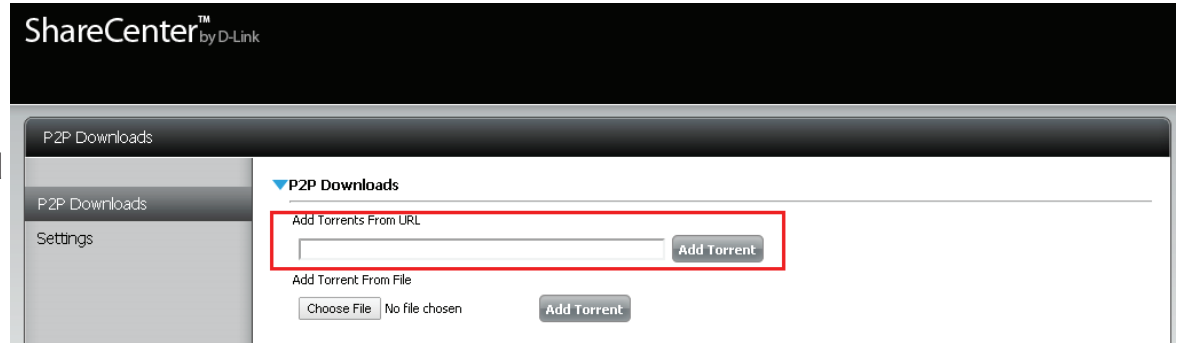 ShareCenter™ by D-Link
P2P Downloads
P2P Downloads
Settings
P2P Downloads
Add Torrents From URL
Add Torrent
Add Torrent From File
Choose File No file chosen Add Torrent